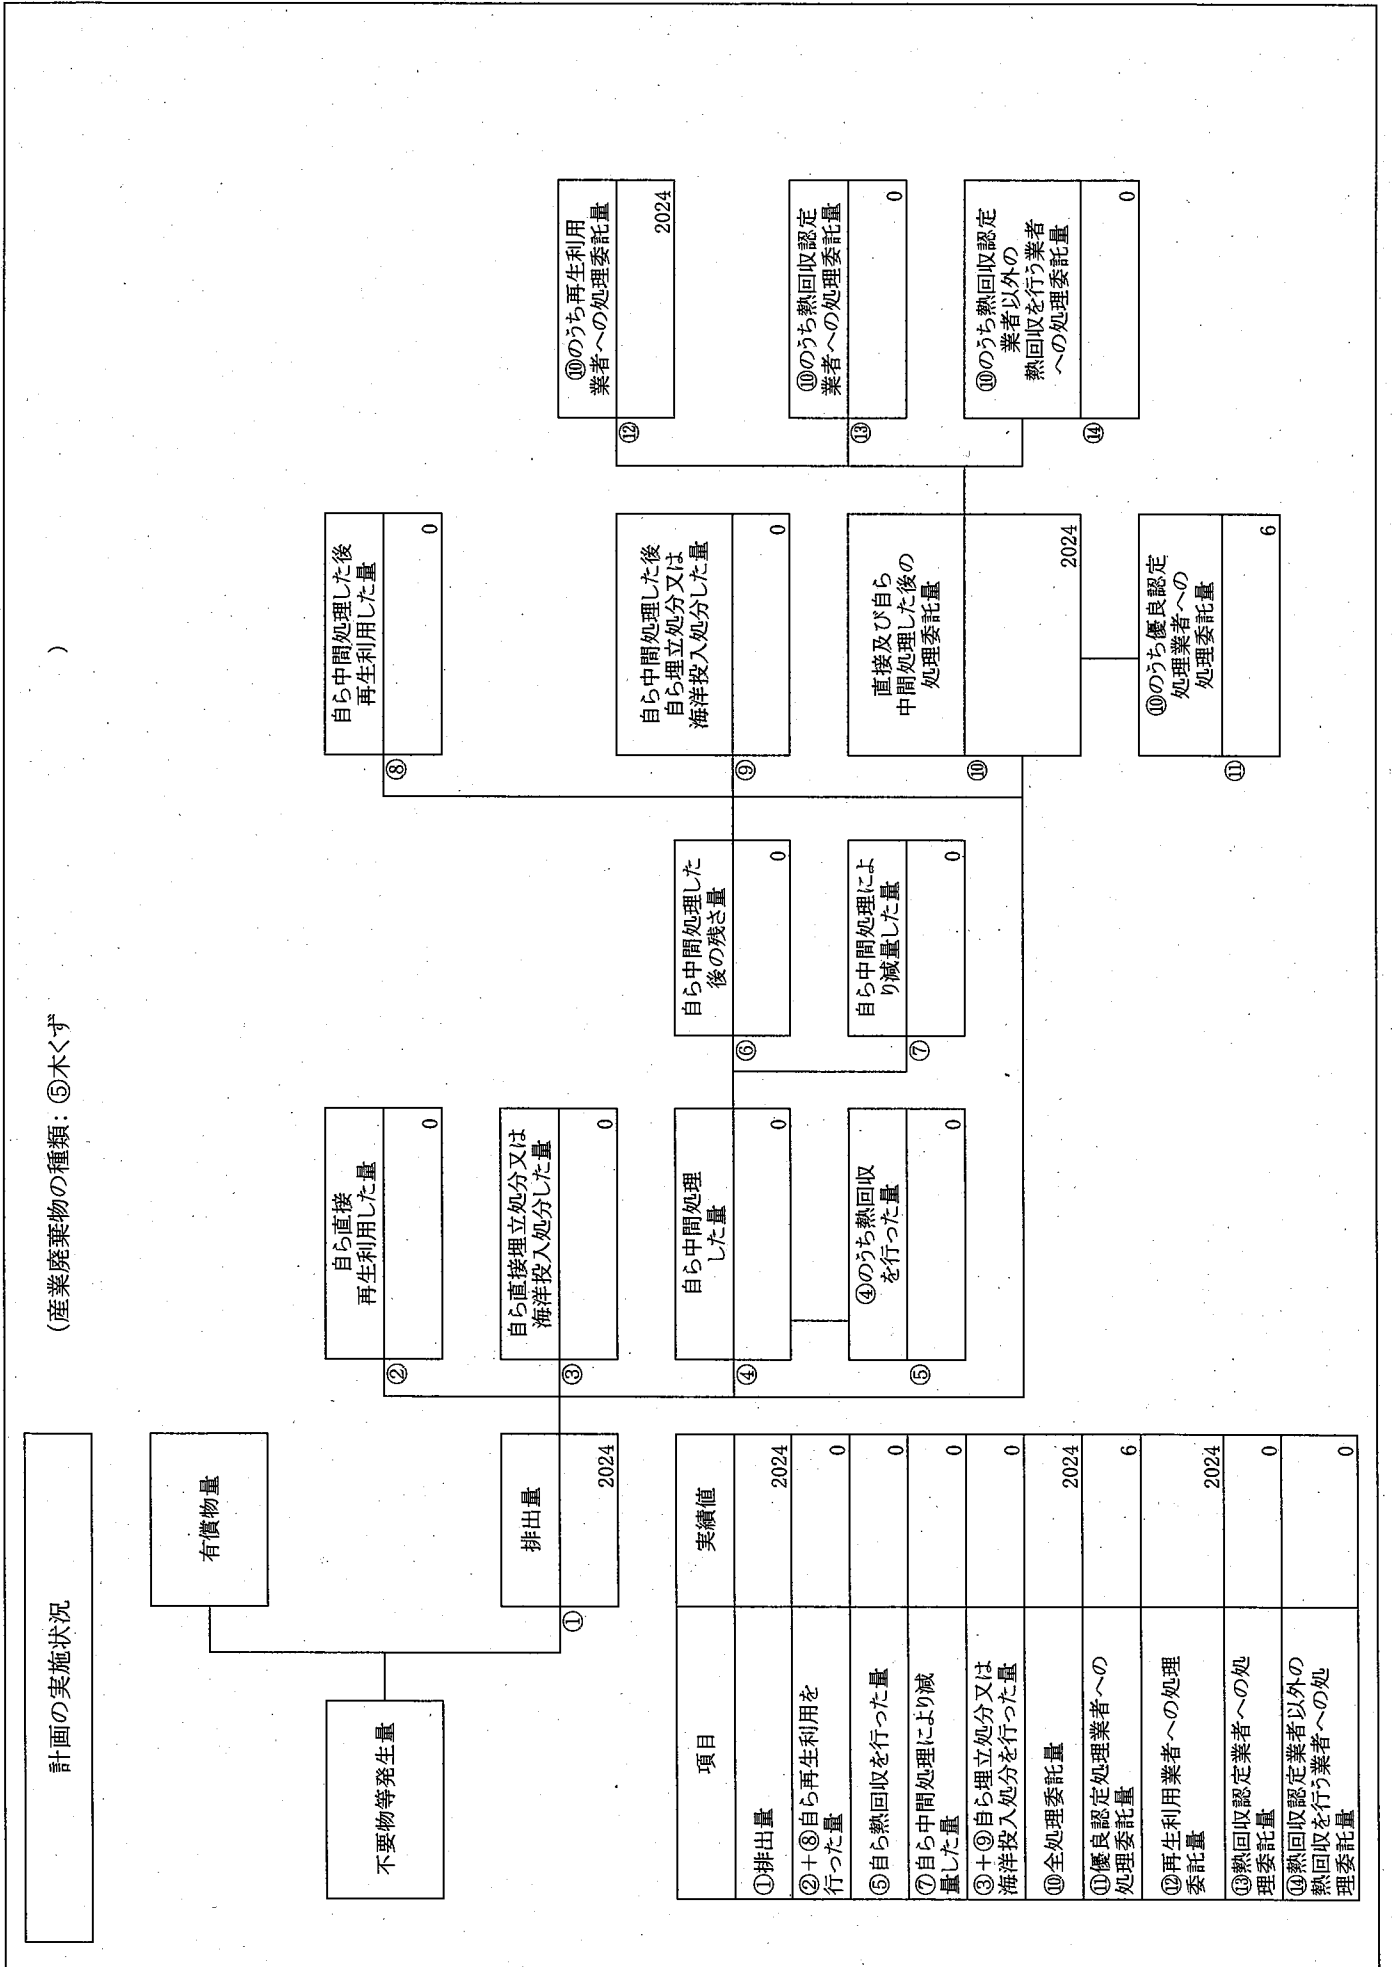 計画の実施状況
(産業廃棄物の種類：⑤木くず
)
不要物等発生量
有償物量
①
排出量
2024
②
自ら直接
再生利用した量
0
③
自ら直接埋立処分又は
海洋投入処分した量
0
④
自ら中間処理
した量
0
⑤
④のうち熱回収
を行った量
0
⑥
自ら中間処理した
後の残さ量
0
⑦
自ら中間処理によ
り減量した量
0
⑧
自ら中間処理した後
再生利用した量
0
⑨
自ら中間処理した後
自ら埋立処分又は
海洋投入処分した量
0
⑩
直接及び自ら
中間処理した後の
処理委託量
2024
⑪
⑩のうち優良認定
処理業者への
処理委託量
6
⑫
⑩のうち再生利用
業者への処理委託量
2024
⑬
⑩のうち熱回収認定
業者への処理委託量
0
⑭
⑩のうち熱回収認定
業者以外の
熱回収を行う業者
への処理委託量
0
項目
実績値
①排出量
2024
②+⑧自ら再生利用を
行った量
0
⑤自ら熱回収を行った量
0
⑦自ら中間処理により減
量した量
0
③+⑨自ら埋立処分又は
海洋投入処分を行った量
0
⑩全処理委託量
2024
⑪優良認定処理業者への
処理委託量
6
⑫再生利用業者への処理
委託量
2024
⑬熱回収認定業者への処
理委託量
0
⑭熱回収認定業者以外の
熱回収を行う業者への処
理委託量
0